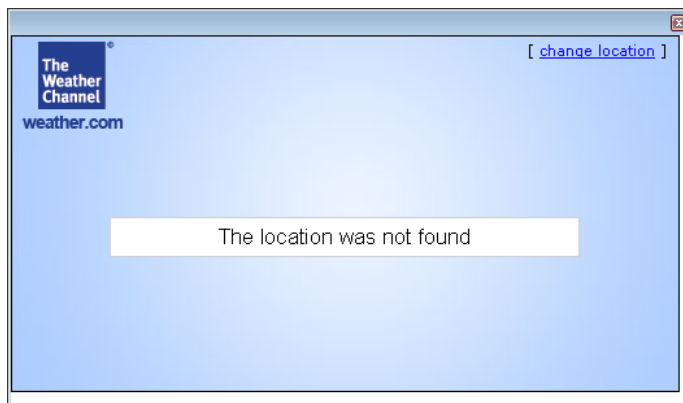 The
Weather
Channel
weather.com
[ change location ]
The location was not found